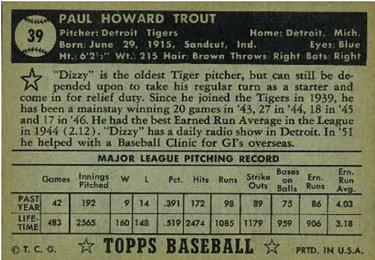 39
PAUL HOWARD TROUT
Pitcher: Detroit Tigers Home: Detroit, Mich.
Born: June 29, 1915, Sandcut, Ind. Eyes: Blue
Ht: 6'2½" Wt: 215 Hair: Brown Throws: Right Bats: Right
"Dizzy" is the oldest Tiger pitcher, but can still be de-
pended upon to take his regular turn as a starter and
come in for relief duty. Since he joined the Tigers in 1939, he
has been a mainstay winning 20 games in '43, 27 in '44, 18 in '45
and 17 in '46. He had the best Earned Run Average in the League
in 1944 (2.12). "Dizzy" has a daily radio show in Detroit. In '51
he helped with a Baseball Clinic for GI's overseas.
MAJOR LEAGUE PITCHING RECORD
Games Innings Pitched W L Pct. Hits Runs Strike Outs Bases on Balls Ern. Runs Ern. Run Av.
PAST YEAR 42 192 9 14 .391 172 98 89 75 86 4.03
LIFE-TIME 483 2565 160 148 .519 2474 1085 1179 959 906 3.18
© T. C. G. TOPPS BASEBALL PRTD. IN U.S.A.